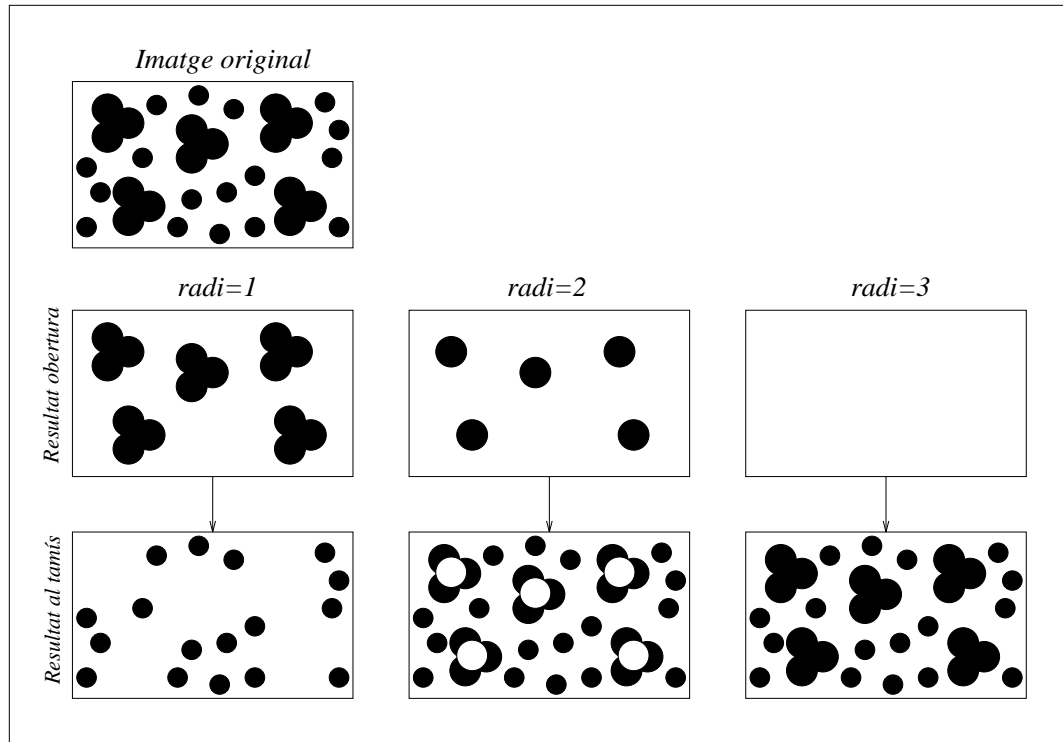 Imatge original
radi=1
radi=2
radi=3
Resultat obertura
Resultat al tamís